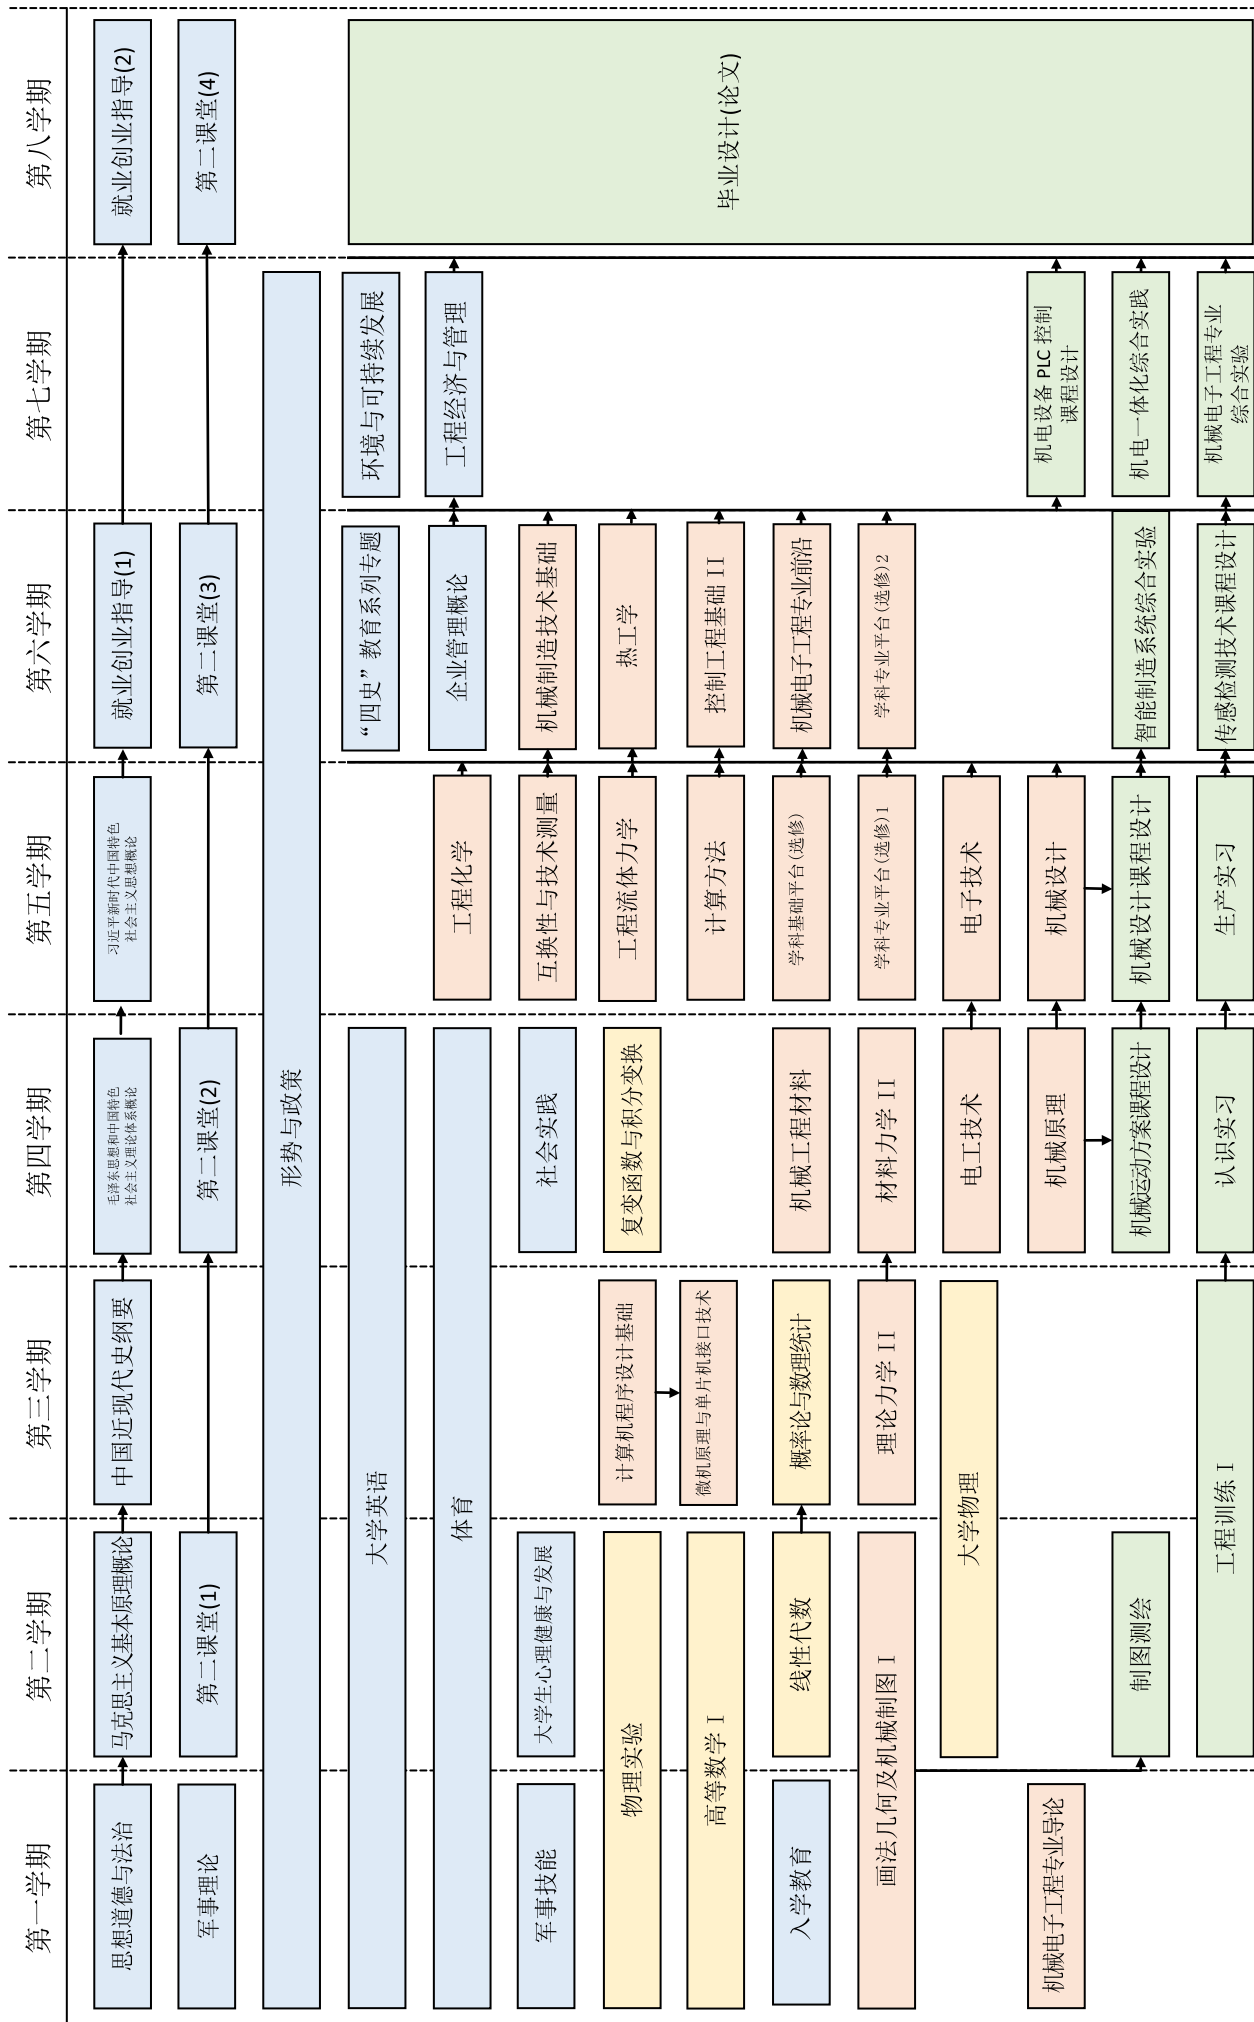 第一学期
第二学期
第三学期
第四学期
第五学期
第六学期
第七学期
第八学期
思想道德与法治
马克思主义基本原理概论
中国近现代史纲要
毛泽东思想和中国特色
社会主义理论体系概论
习近平新时代中国特色
社会主义思想概论
就业创业指导(1)
就业创业指导(2)
军事理论
第二课堂(1)
第二课堂(2)
第二课堂(3)
第二课堂(4)
形势与政策
大学英语
“四史”教育系列专题
环境与可持续发展
体育
工程化学
企业管理概论
工程经济与管理
军事技能
大学生心理健康与发展
社会实践
互换性与技术测量
机械制造技术基础
物理实验
计算机程序设计基础
复变函数与积分变换
工程流体力学
热工学
高等数学 I
微机原理与单片机接口技术
计算方法
控制工程基础 II
入学教育
线性代数
概率论与数理统计
机械工程材料
学科基础平台(选修)
机械电子工程专业前沿
画法几何及机械制图 I
理论力学 II
材料力学 II
学科专业平台(选修)1
学科专业平台(选修)2
大学物理
电工技术
电子技术
机械电子工程专业导论
机械原理
机械设计
机电设备 PLC 控制
课程设计
制图测绘
机械运动方案课程设计
机械设计课程设计
智能制造系统综合实验
机电一体化综合实践
工程训练 I
认识实习
生产实习
传感检测技术课程设计
机械电子工程专业
综合实验
毕业设计(论文)